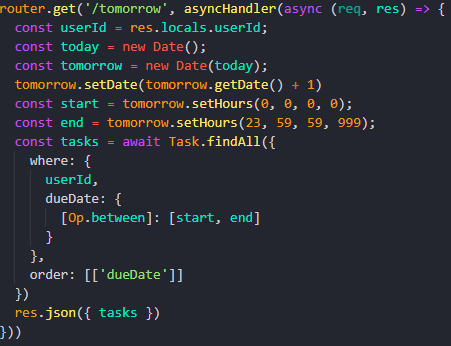 router.get('/tomorrow', asyncHandler(async (req, res) => {
  const userId = res.locals.userId;
  const today = new Date();
  const tomorrow = new Date(today);
  tomorrow.setDate(tomorrow.getDate() + 1)
  const start = tomorrow.setHours(0, 0, 0, 0);
  const end = tomorrow.setHours(23, 59, 59, 999);
  const tasks = await Task.findAll({
    where: {
      userId,
      dueDate: {
        [Op.between]: [start, end]
      }
    },
    order: [['dueDate']]
  })
  res.json({ tasks })
}))